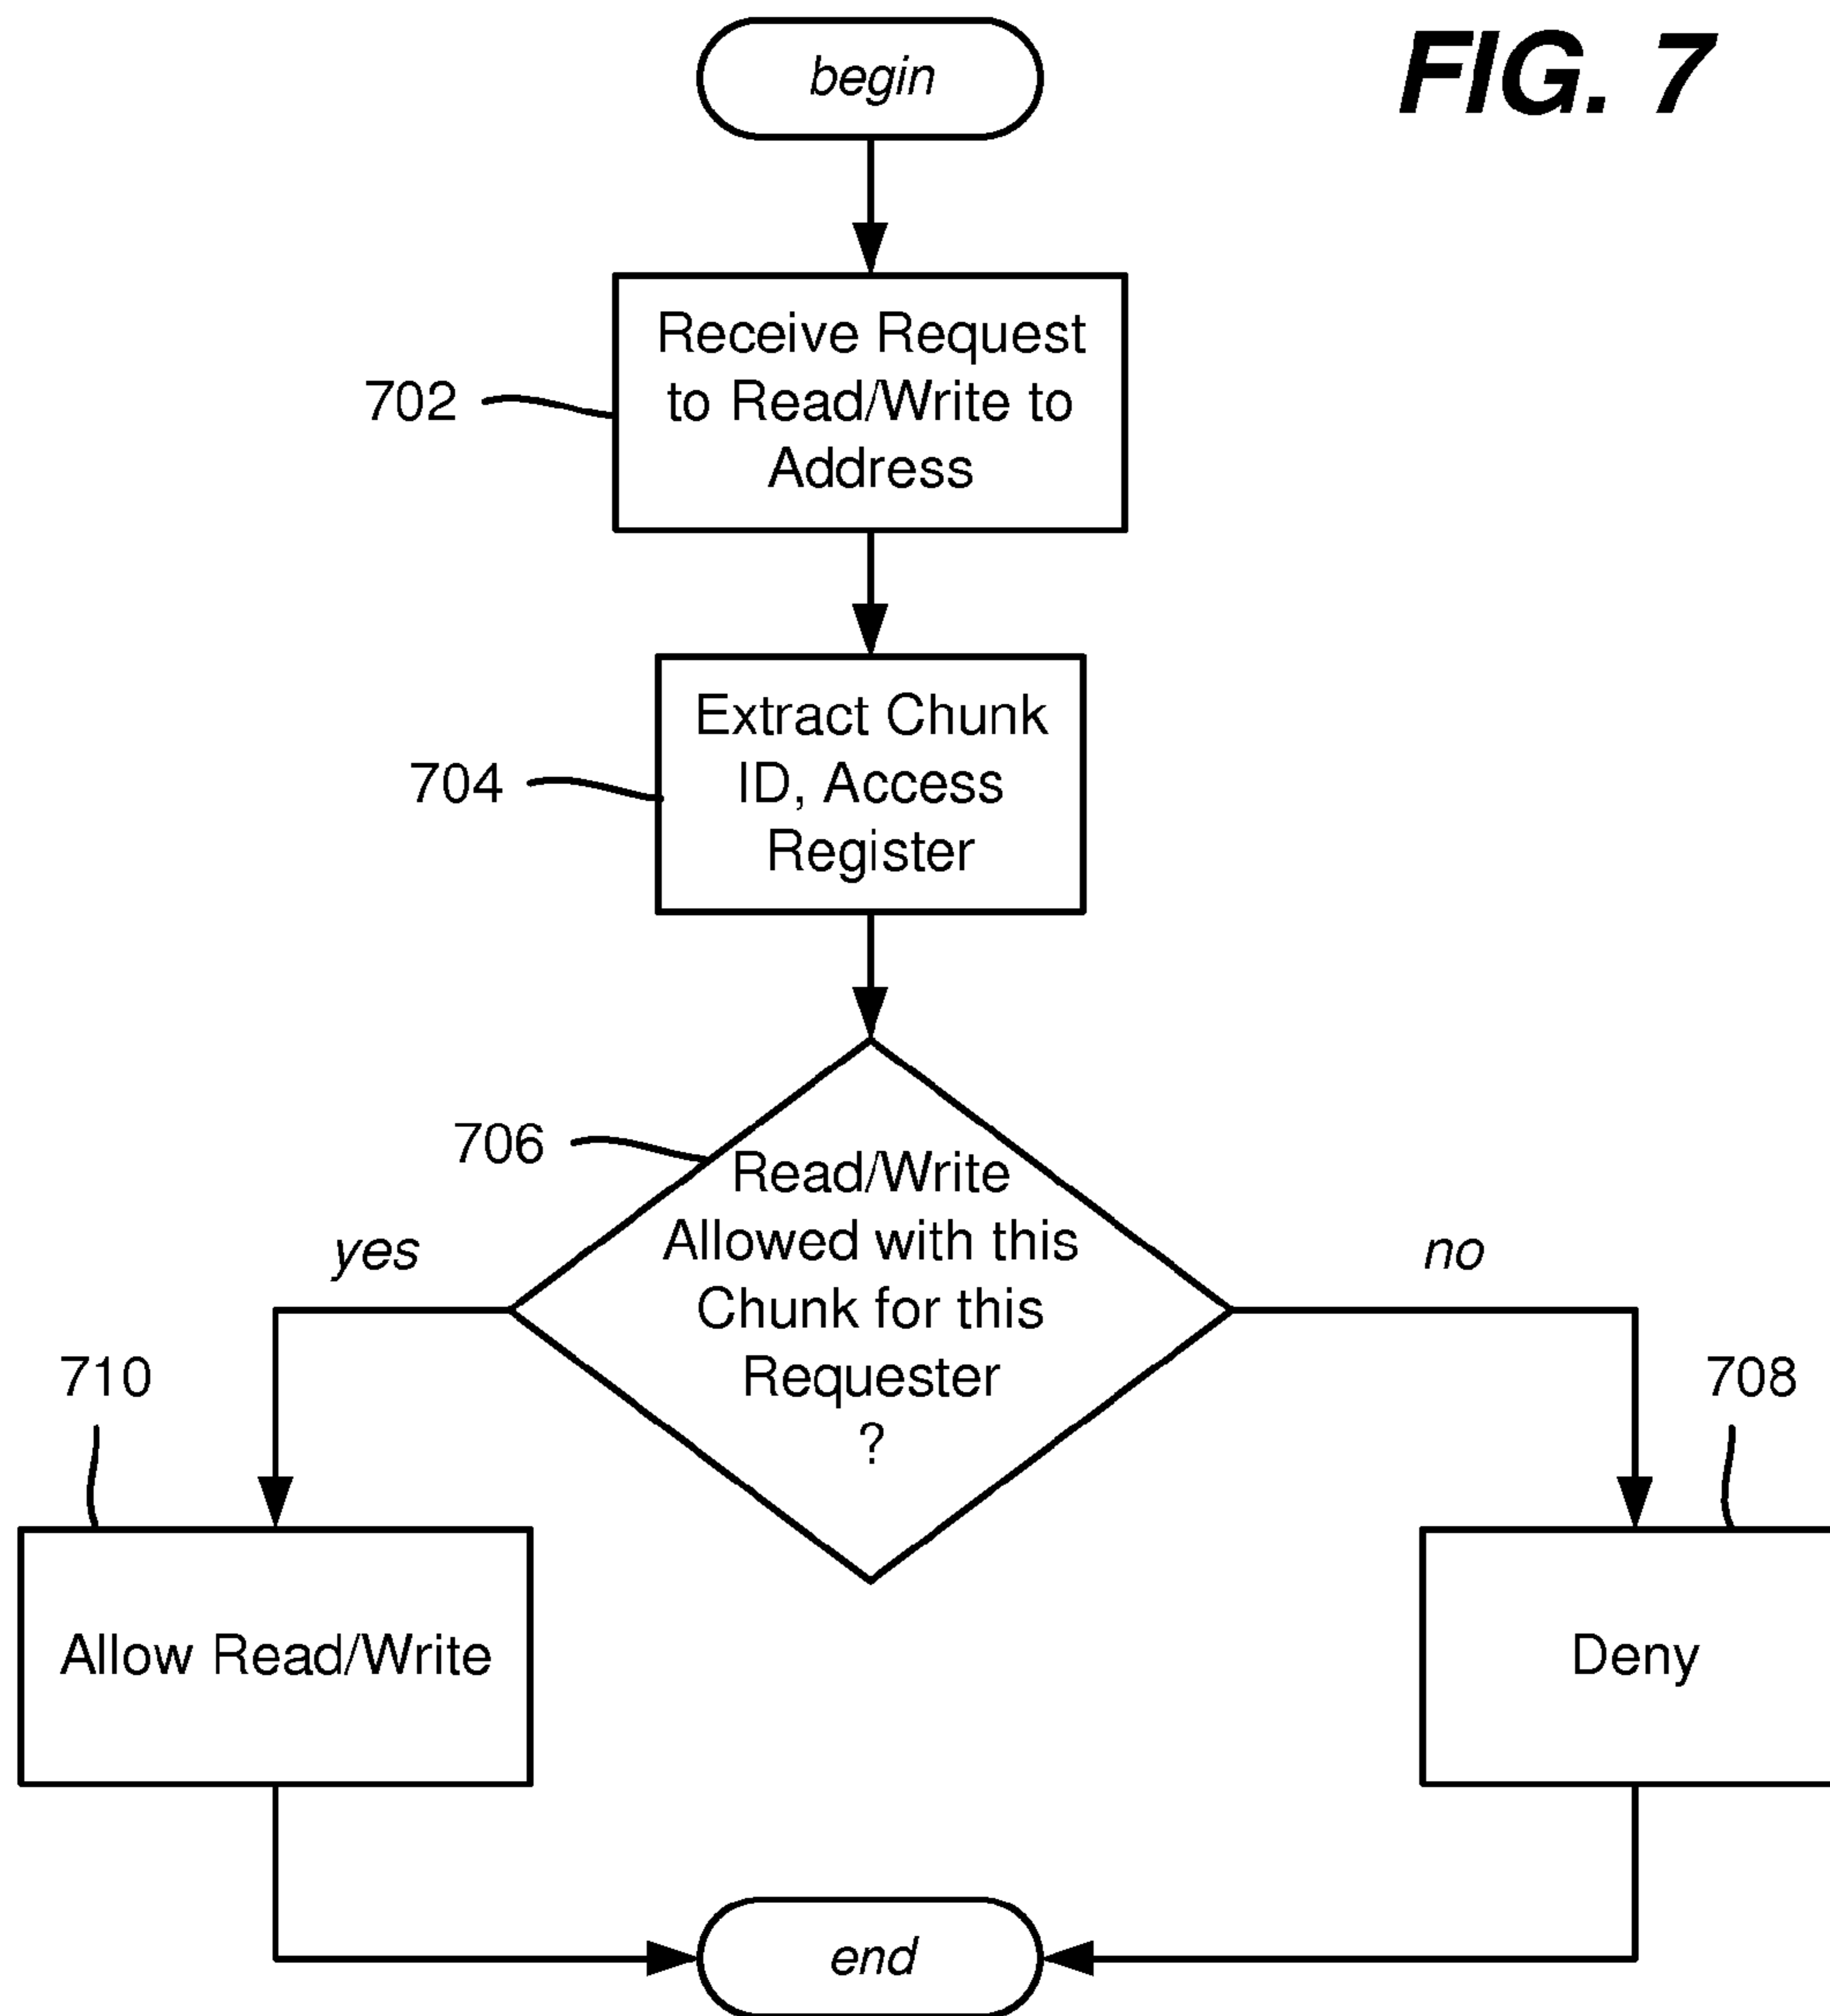 FIG. 7
begin
Receive Request
to Read/Write to
Address
702
Extract Chunk
ID, Access
Register
704
706
Read/Write
Allowed with this
Chunk for this
Requester
?
yes
no
710
708
Allow Read/Write
Deny
end